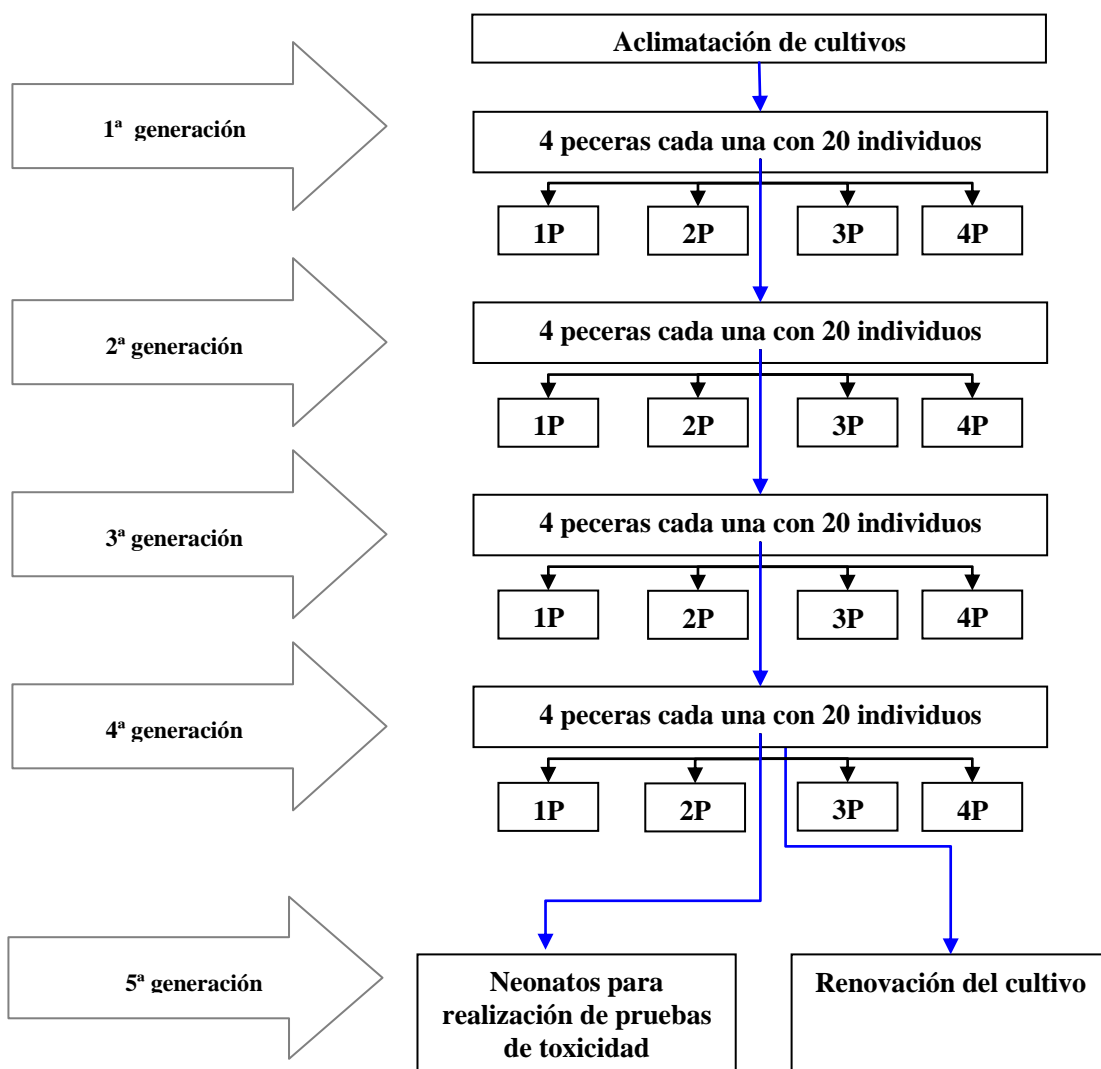 Aclimatación de cultivos
1ª generación
4 peceras cada una con 20 individuos
1P 2P 3P 4P
2ª generación
4 peceras cada una con 20 individuos
1P 2P 3P 4P
3ª generación
4 peceras cada una con 20 individuos
1P 2P 3P 4P
4ª generación
4 peceras cada una con 20 individuos
1P 2P 3P 4P
5ª generación
Neonatos para
realización de pruebas
de toxicidad
Renovación del cultivo